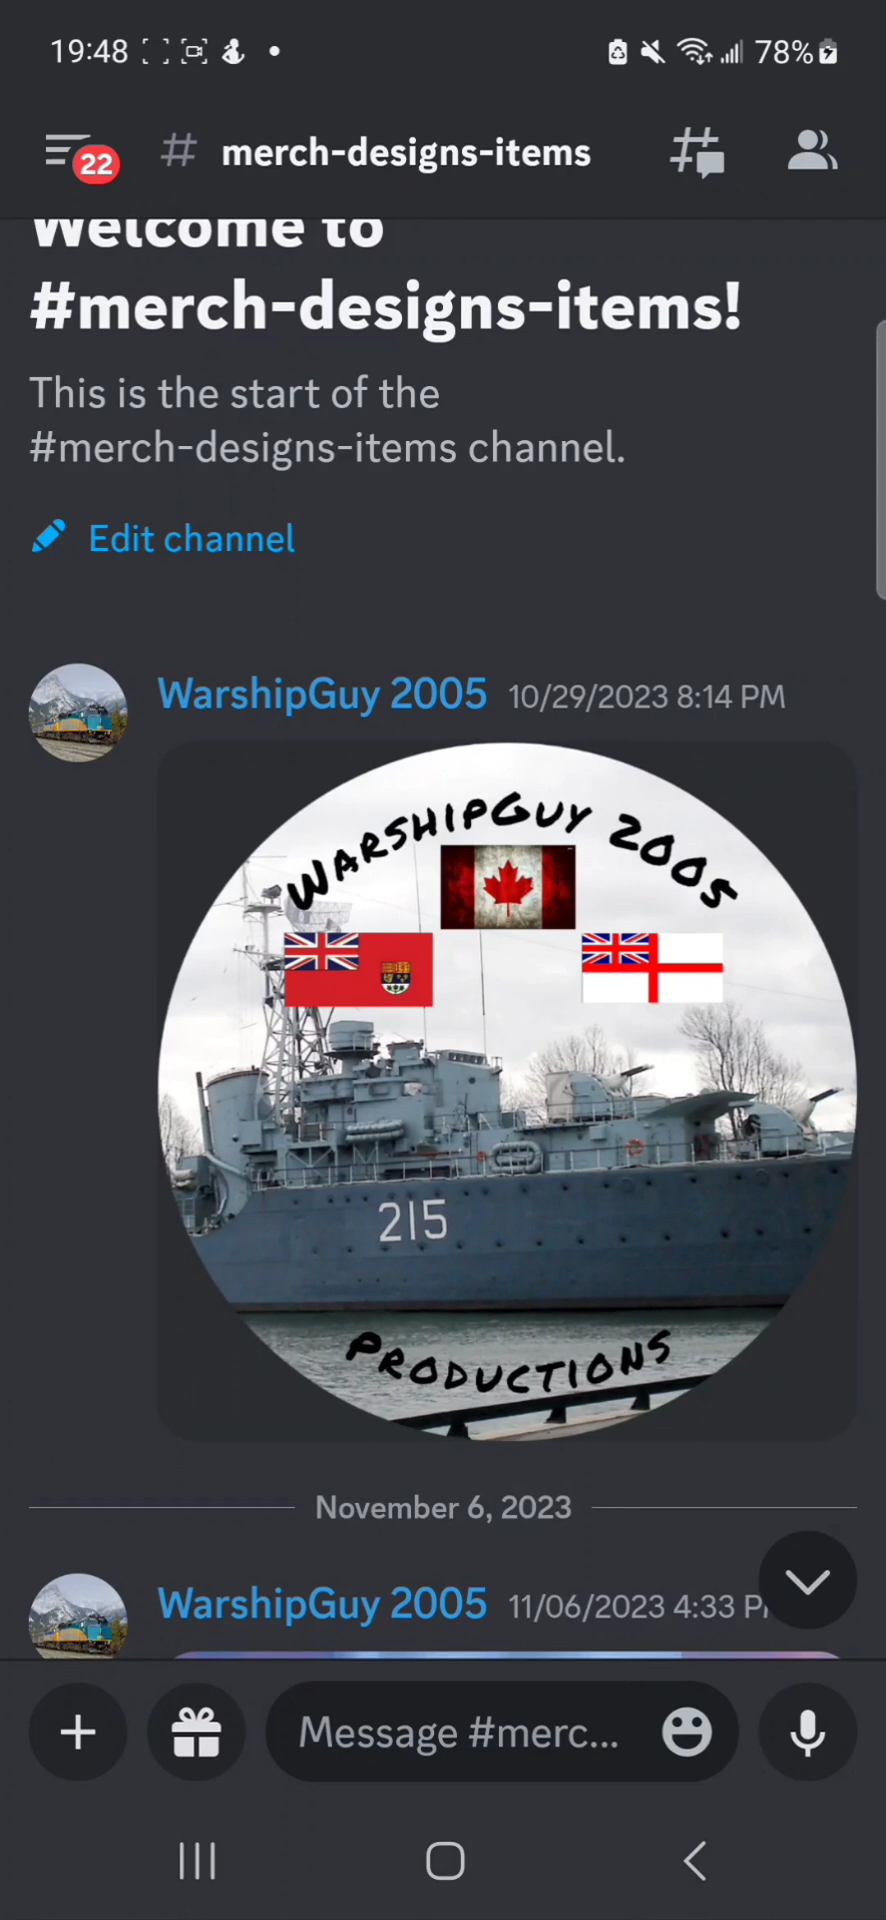 19:48
78%
22
# merch-designs-items
Welcome to
#merch-designs-items!
This is the start of the
#merch-designs-items channel.
Edit channel
WarshipGuy 2005 10/29/2023 8:14 PM
WARSHIPGUY 2005
215
PRODUCTIONS
November 6, 2023
WarshipGuy 2005 11/06/2023 4:33 P
Message #merc...